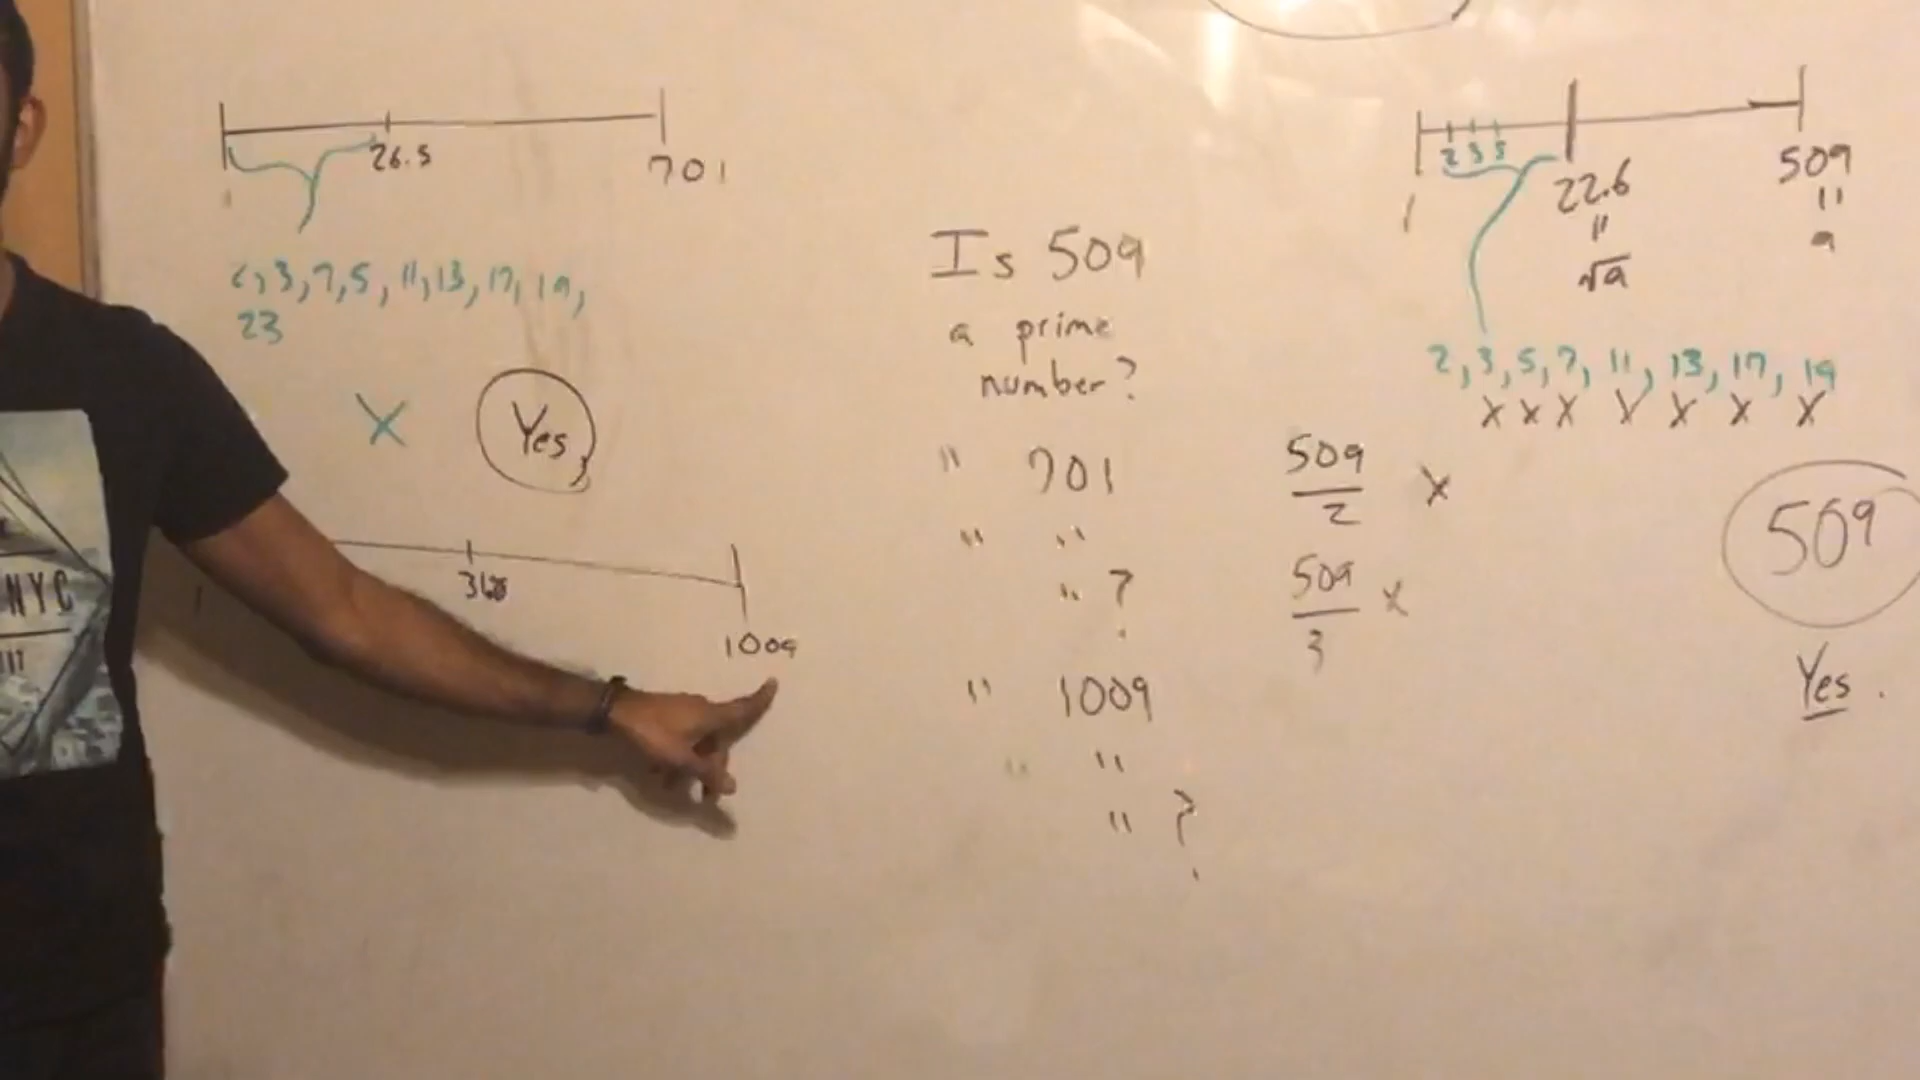 1
26.5
701
2, 3, 7, 5, 11, 13, 17, 19,
23
X
Yes,
1
1009
NYC
Is 509
a prime
number?
" 701
" "
" ?
" 1009
" "
" ?
2 3 5
1
22.6
"
√a
509
"
a
2, 3, 5, 7, 11, 13, 17, 19
X X X X X X X
509
2
X
509
3
X
509
Yes.